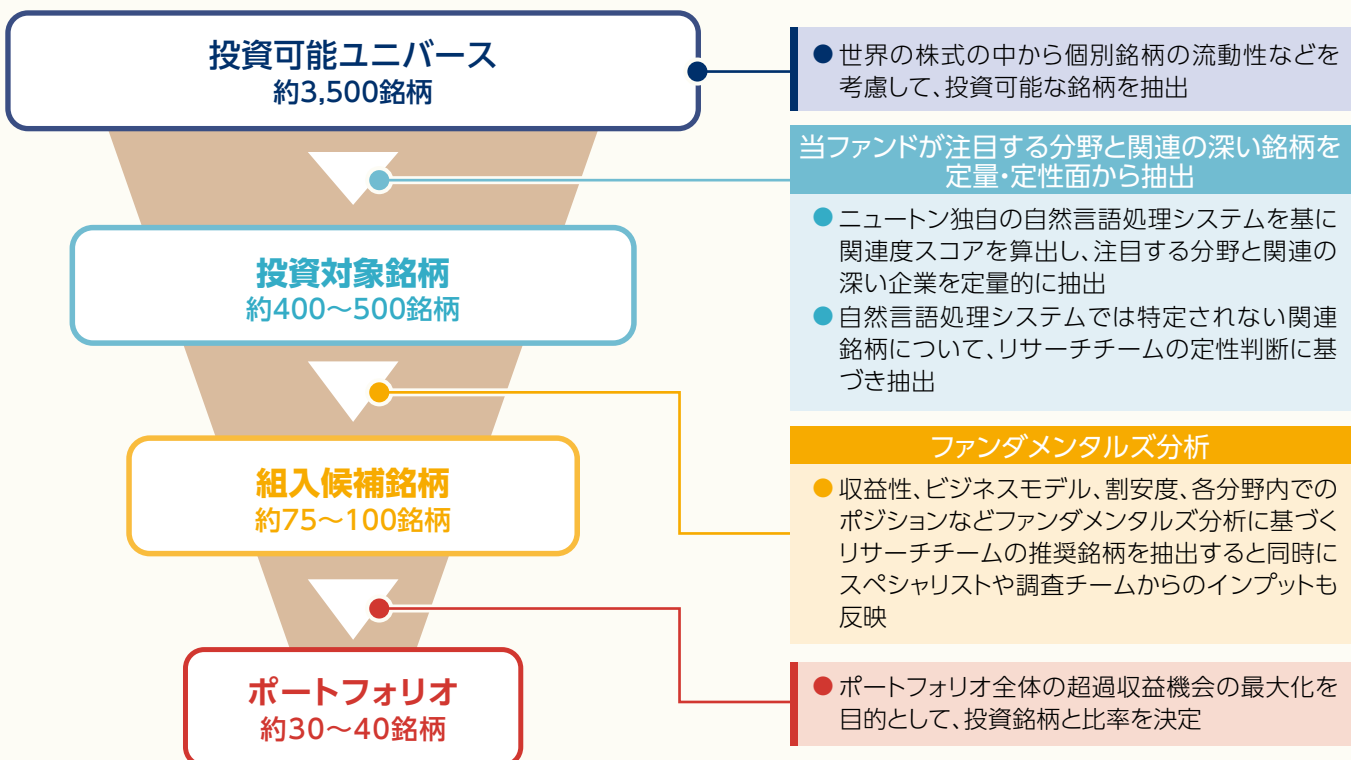 投資可能ユニバース
約3,500銘柄
●世界の株式の中から個別銘柄の流動性などを
考慮して、投資可能な銘柄を抽出
当ファンドが注目する分野と関連の深い銘柄を
定量・定性面から抽出
●ニュートン独自の自然言語処理システムを基に
関連度スコアを算出し、注目する分野と関連の
深い企業を定量的に抽出
●自然言語処理システムでは特定されない関連
銘柄について、リサーチチームの定性判断に基
づき抽出
投資対象銘柄
約400～500銘柄
ファンダメンタルズ分析
●収益性、ビジネスモデル、割安度、各分野内での
ポジションなどファンダメンタルズ分析に基づく
リサーチチームの推奨銘柄を抽出すると同時に
スペシャリストや調査チームからのインプットも
反映
組入候補銘柄
約75～100銘柄
●ポートフォリオ全体の超過収益機会の最大化を
目的として、投資銘柄と比率を決定
ポートフォリオ
約30～40銘柄